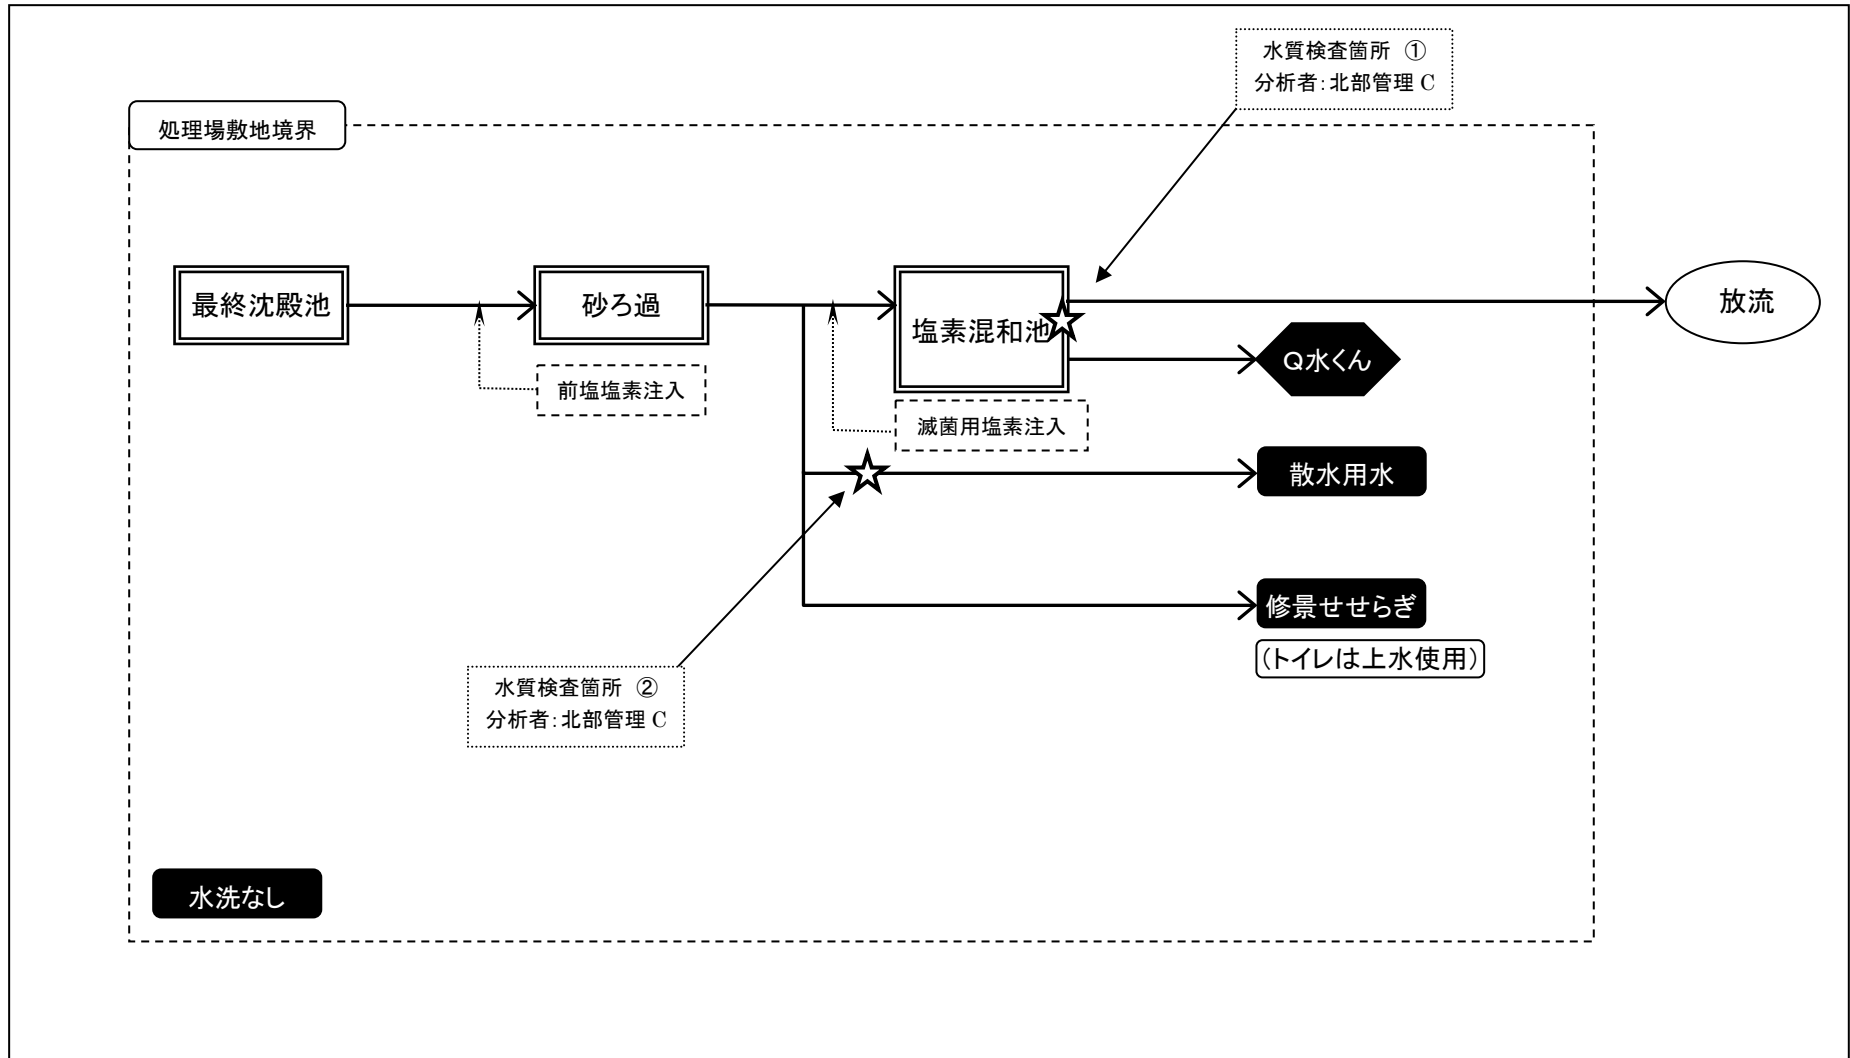 水質検査箇所 ①
分析者：北部管理 C
処理場敷地境界
最終沈殿池
砂ろ過
塩素混和池
放流
Q水くん
前塩塩素注入
滅菌用塩素注入
散水用水
修景せせらぎ
（トイレは上水使用）
水質検査箇所 ②
分析者：北部管理 C
水洗なし